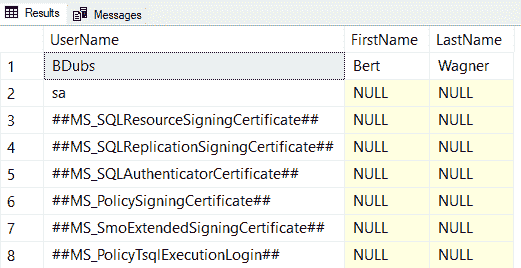 Results Messages
UserName FirstName LastName
1 BDubs Bert Wagner
2 sa NULL NULL
3 ##MS_SQLResourceSigningCertificate## NULL NULL
4 ##MS_SQLReplicationSigningCertificate## NULL NULL
5 ##MS_SQLAuthenticatorCertificate## NULL NULL
6 ##MS_PolicySigningCertificate## NULL NULL
7 ##MS_SmoExtendedSigningCertificate## NULL NULL
8 ##MS_PolicyTsqlExecutionLogin## NULL NULL